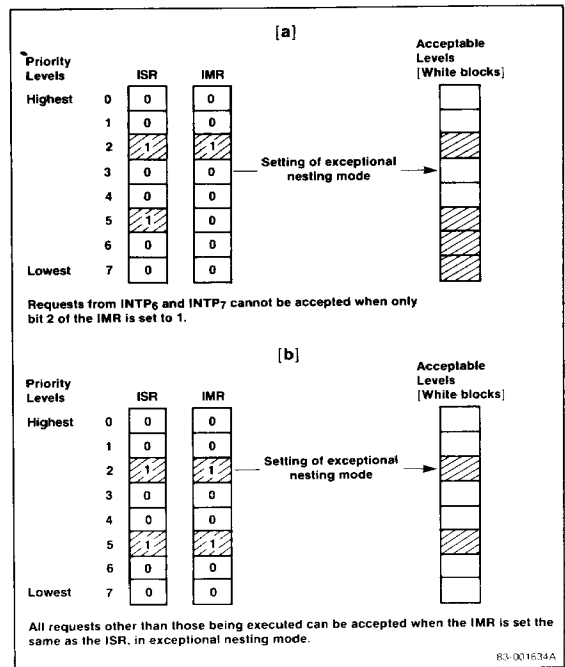 [a]
Priority Levels ISR IMR Acceptable Levels [White blocks]
Highest 0 0 0
1 0 0
2 1 1
3 0 0 Setting of exceptional nesting mode
4 0 0
5 1 0
6 0 0
Lowest 7 0 0
Requests from INTP6 and INTP7 cannot be accepted when only
bit 2 of the IMR is set to 1.
[b]
Priority Levels ISR IMR Acceptable Levels [White blocks]
Highest 0 0 0
1 0 0
2 1 1 Setting of exceptional nesting mode
3 0 0
4 0 0
5 1 1
6 0 0
Lowest 7 0 0
All requests other than those being executed can be accepted when the IMR is set the
same as the ISR, in exceptional nesting mode.
83-001634A